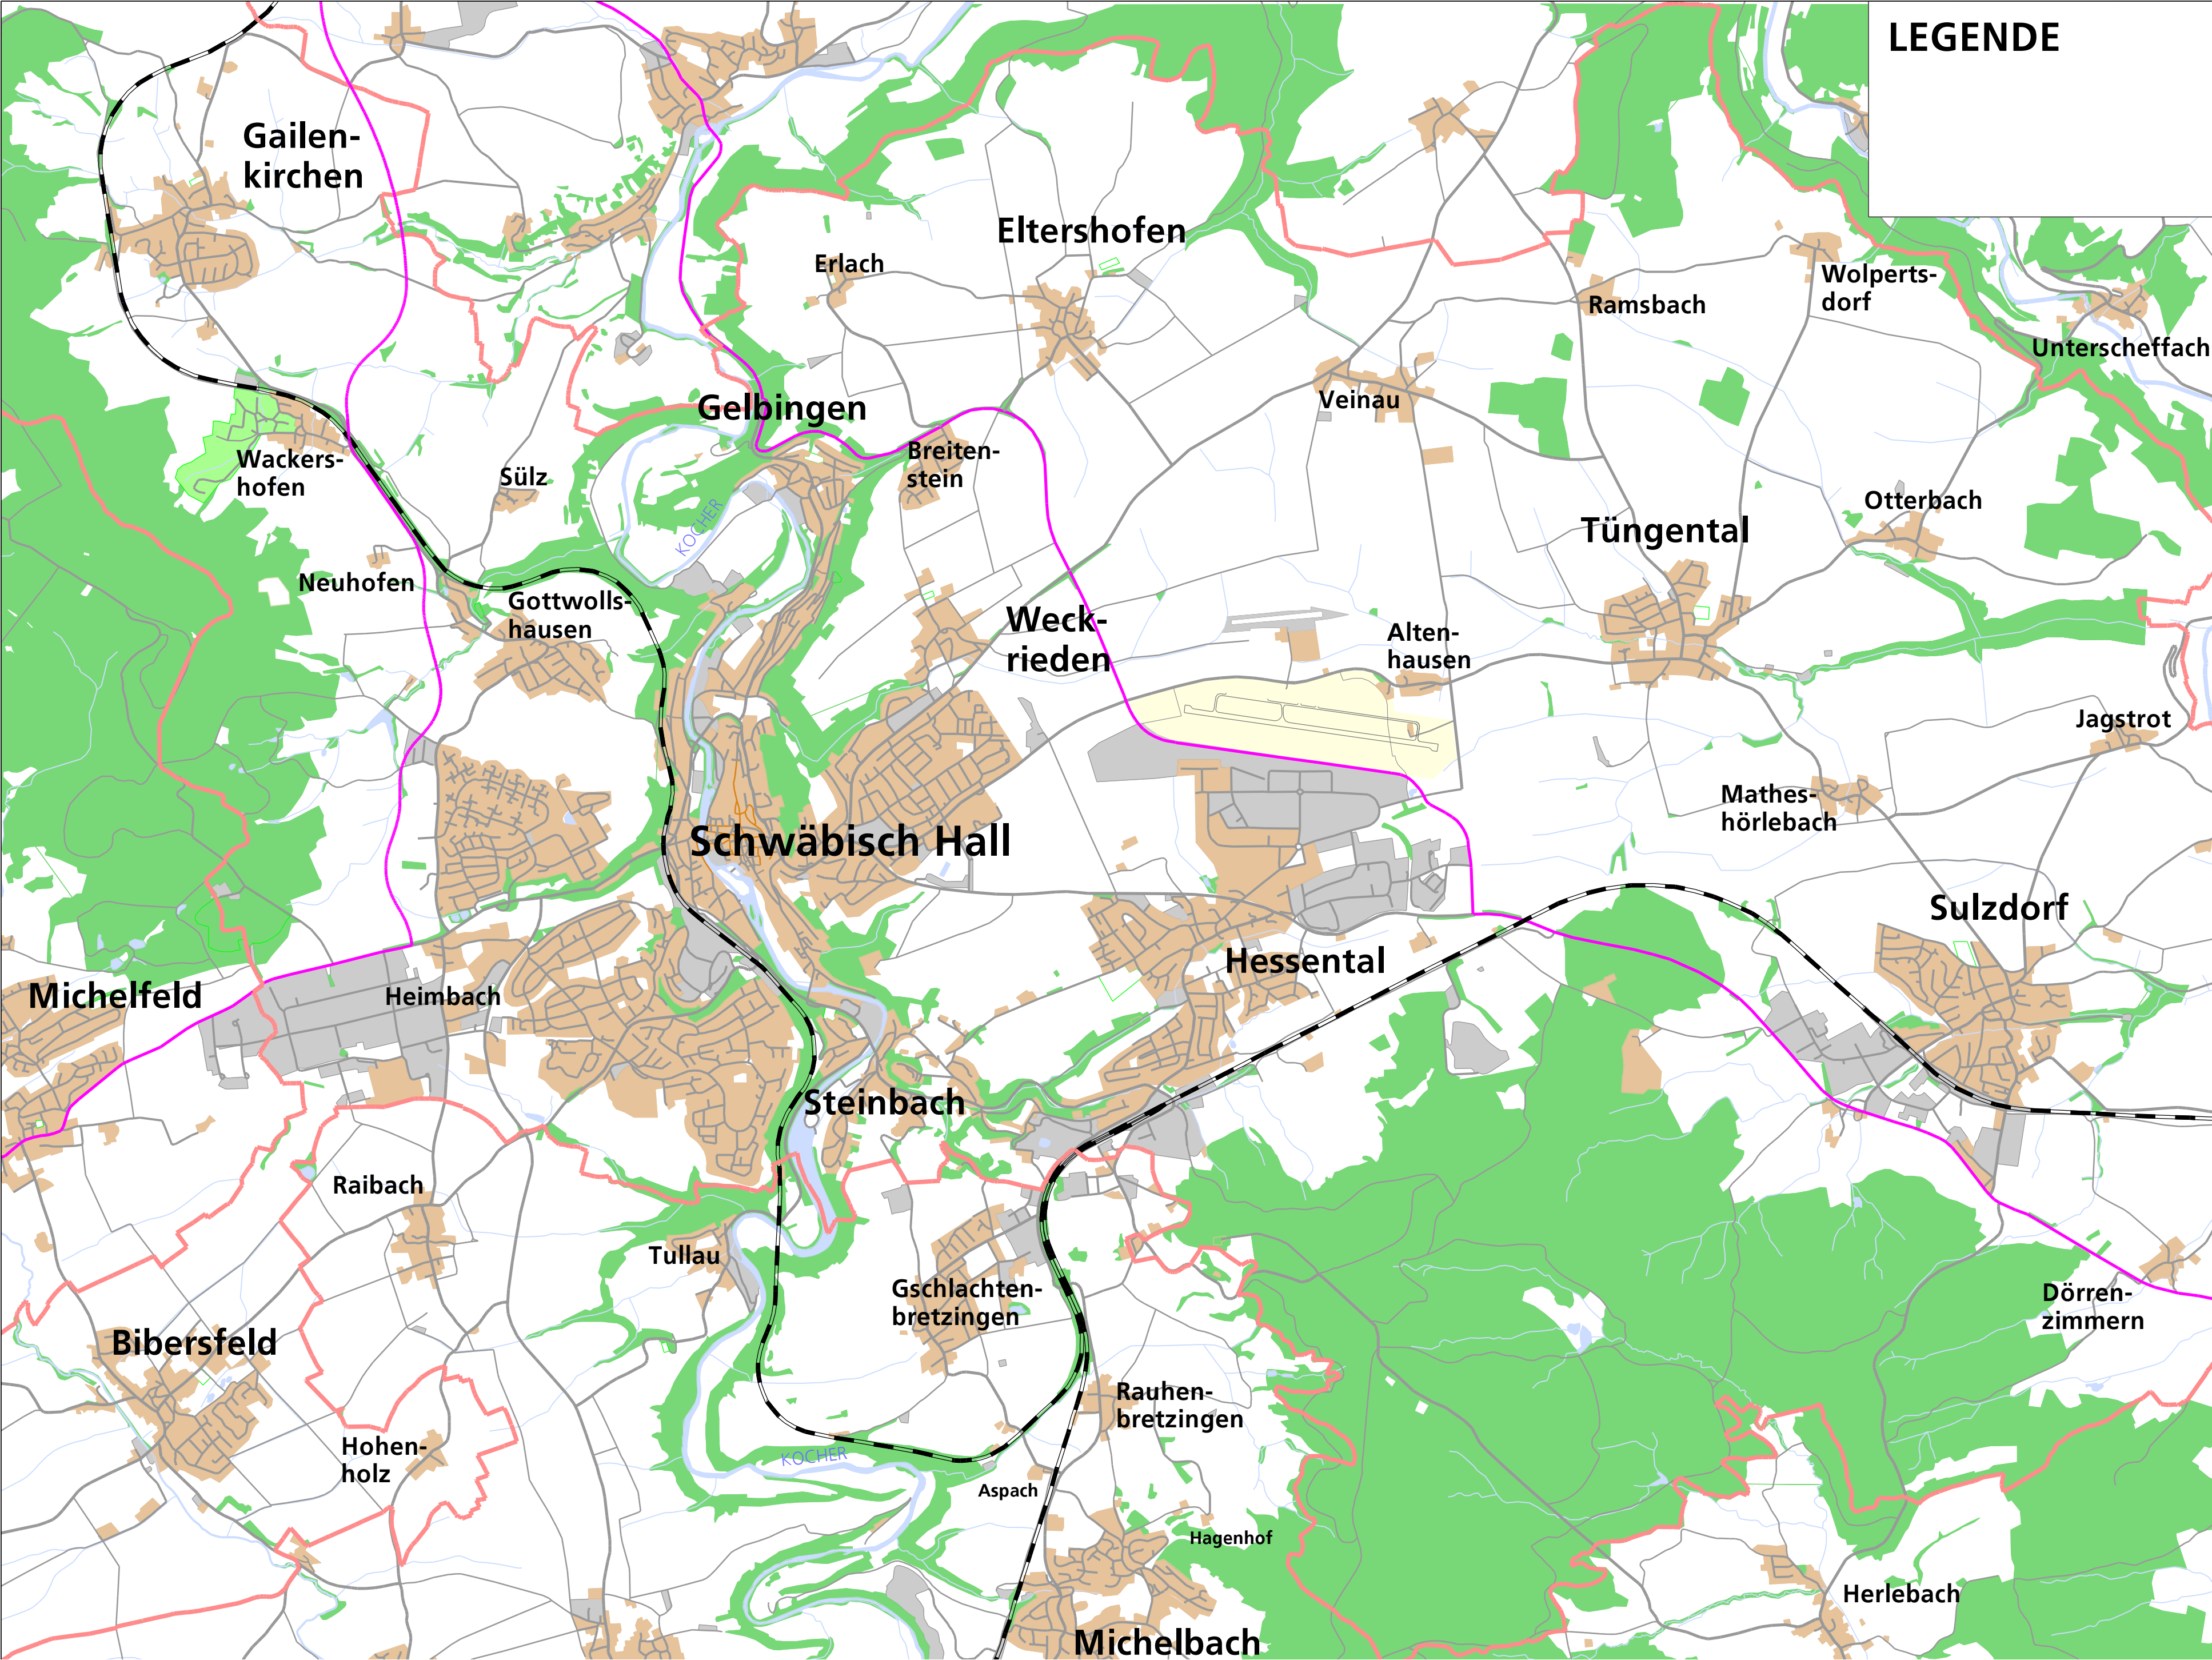 LEGENDE
Gailen-
kirchen
Eltershofen
Erlach
Wolperts-
dorf
Ramsbach
Unterscheffach
Veinau
Gelbingen
Breiten-
stein
Wackers-
hofen
Sülz
KOCHER
Otterbach
Tüngental
Neuhofen
Gottwolls-
hausen
Weck-
rieden
Alten-
hausen
Jagstrot
Mathes-
hörlebach
Schwäbisch Hall
Sulzdorf
Hessental
Michelfeld
Heimbach
Steinbach
Raibach
Tullau
Gschlachten-
bretzingen
Dörren-
zimmern
Bibersfeld
Rauhen-
bretzingen
Hohen-
holz
KOCHER
Aspach
Hagenhof
Herlebach
Michelbach